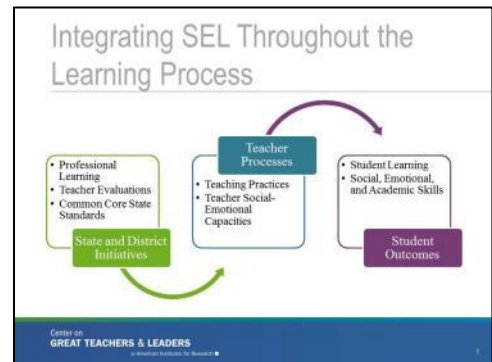 Integrating SEL Throughout the
Learning Process
• Professional
Learning
• Teacher Evaluations
• Common Core State
Standards
State and District
Initiatives
Teacher
Processes
• Teaching Practices
• Teacher Social-
Emotional
Capacities
• Student Learning
• Social, Emotional,
and Academic Skills
Student
Outcomes
Center on
GREAT TEACHERS & LEADERS
at American Institutes for Research